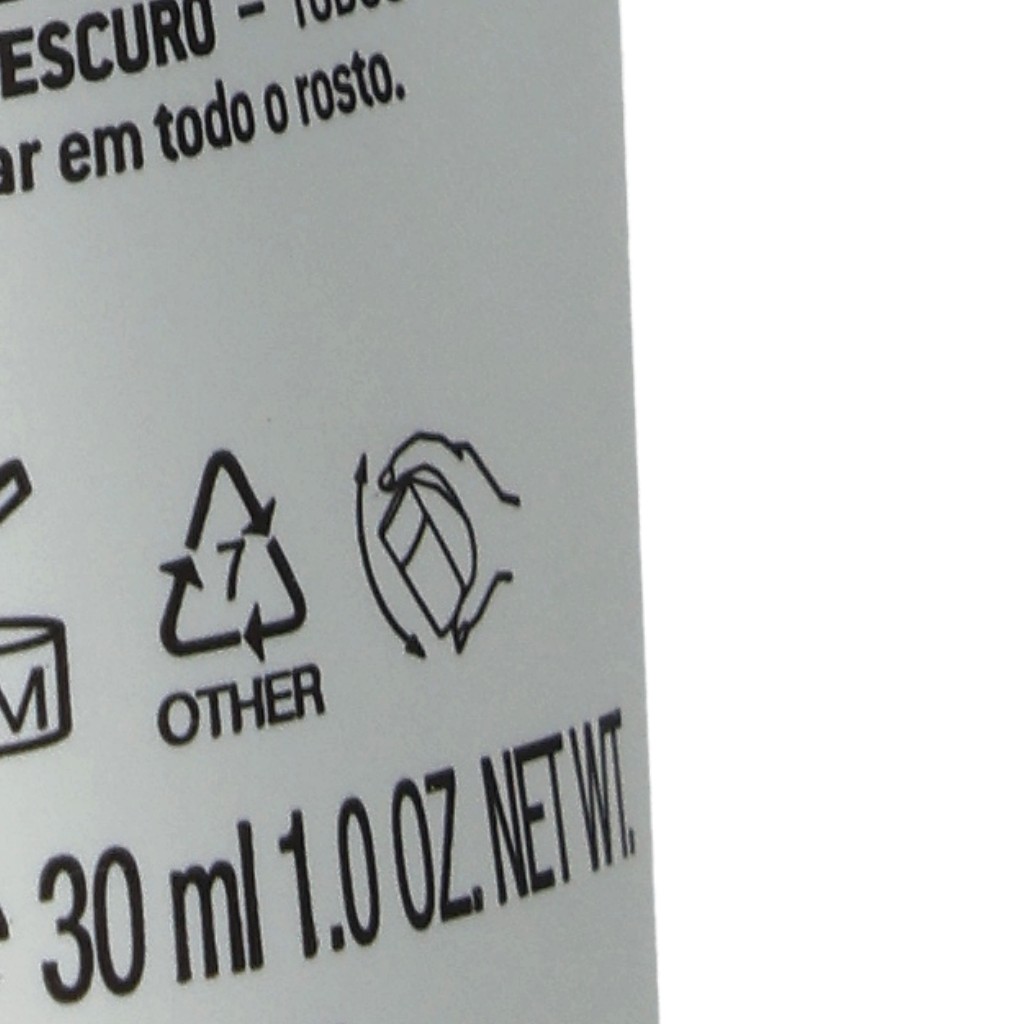 ESCURO –
ar em todo o rosto.
7
OTHER
M
30 ml 1.0 OZ. NET WT.